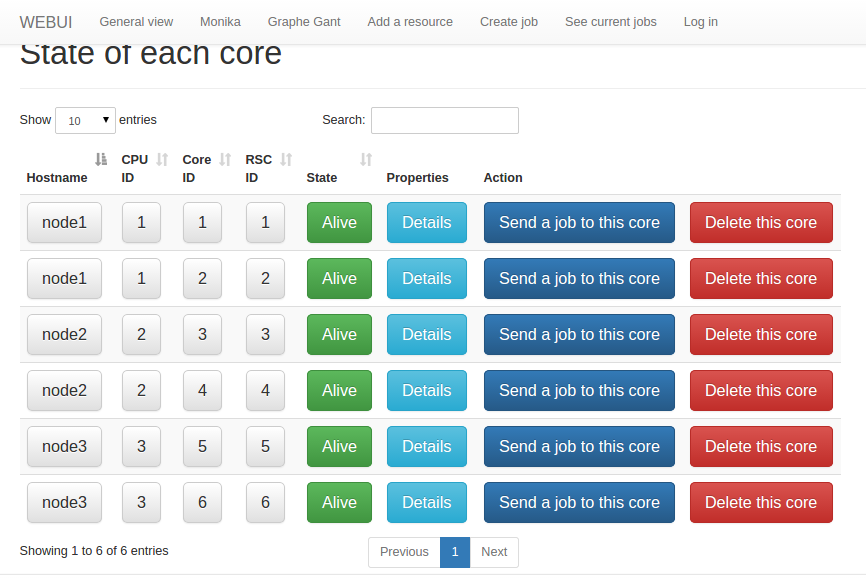 WEBUI General view Monika Graphe Gant Add a resource Create job See current jobs Log in
State of each core
Show 10 entries Search:
Hostname CPU ID Core ID RSC ID State Properties Action
node1 1 1 1 Alive Details Send a job to this core Delete this core
node1 1 2 2 Alive Details Send a job to this core Delete this core
node2 2 3 3 Alive Details Send a job to this core Delete this core
node2 2 4 4 Alive Details Send a job to this core Delete this core
node3 3 5 5 Alive Details Send a job to this core Delete this core
node3 3 6 6 Alive Details Send a job to this core Delete this core
Showing 1 to 6 of 6 entries Previous 1 Next